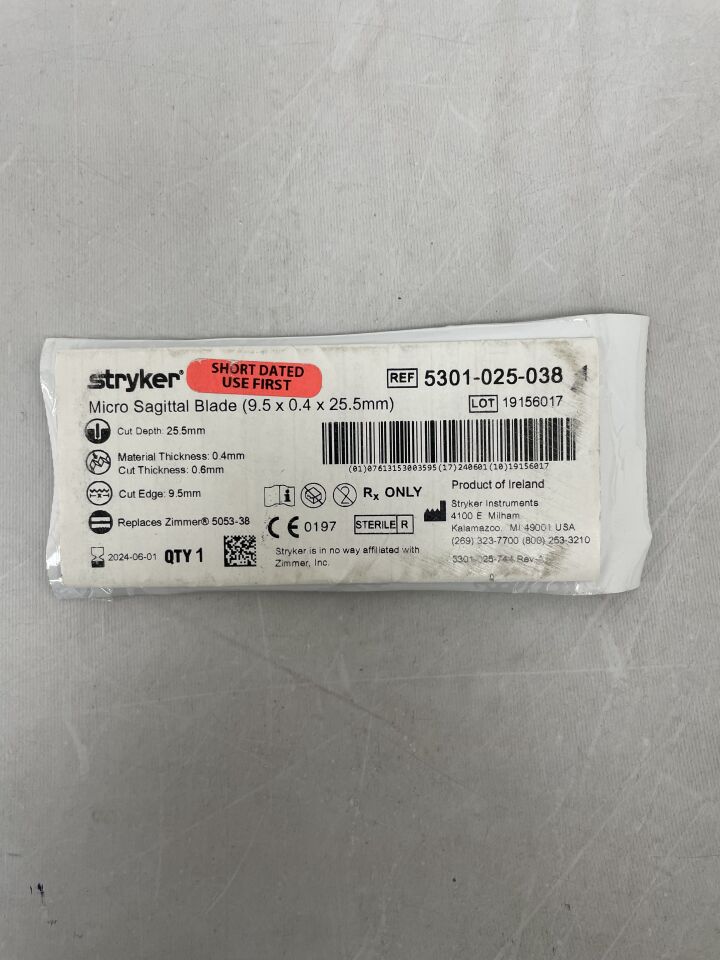 stryker®
SHORT DATED
USE FIRST
REF 5301-025-038
Micro Sagittal Blade (9.5 x 0.4 x 25.5mm)
LOT 19156017
Cut Depth: 25.5mm
Material Thickness: 0.4mm
Cut Thickness: 0.6mm
(01)07613153003595(17)240601(10)19156017
Cut Edge: 9.5mm
Rx ONLY
Product of Ireland
Stryker Instruments
4100 E. Milham
Kalamazoo, MI 49001 USA
(269) 323-7700 (800) 253-3210
Replaces Zimmer® 5053-38
CE 0197
STERILE R
2024-06-01 QTY 1
Stryker is in no way affiliated with
Zimmer, Inc.
5301-025-744 Rev-